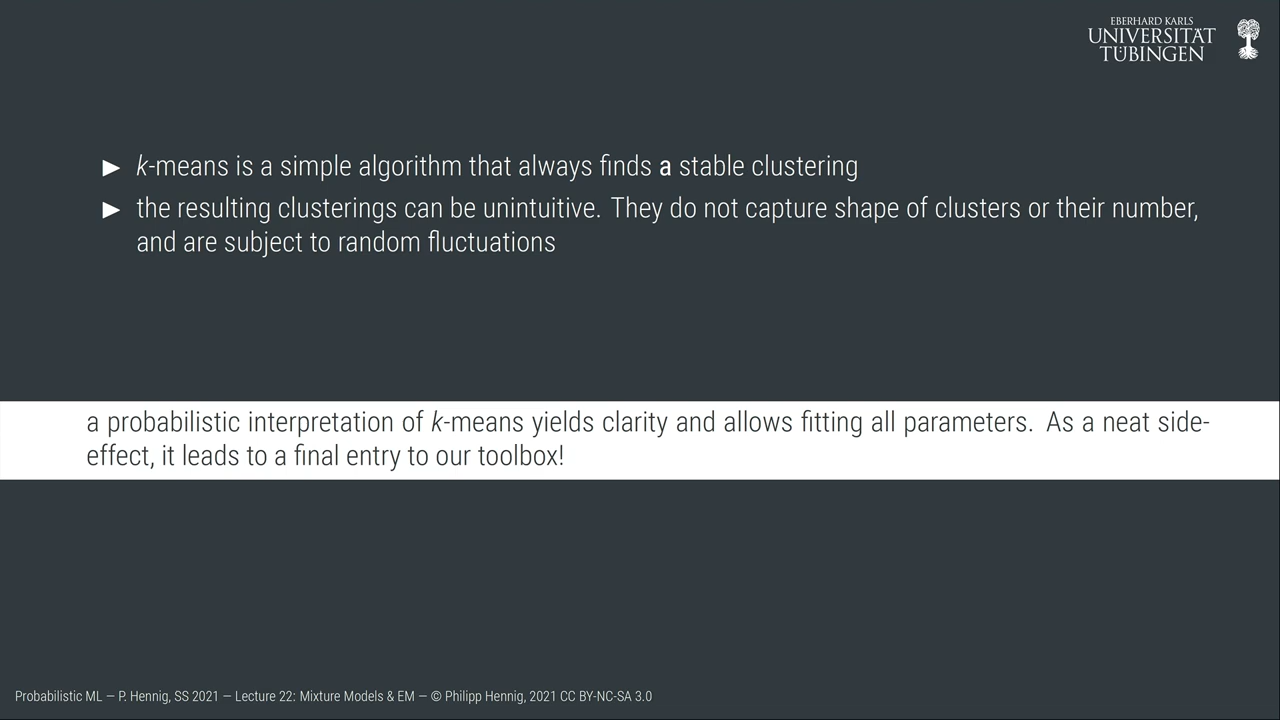 EBERHARD KARLS
UNIVERSITÄT
TÜBINGEN
▶ k-means is a simple algorithm that always finds a stable clustering
▶ the resulting clusterings can be unintuitive. They do not capture shape of clusters or their number,
and are subject to random fluctuations
a probabilistic interpretation of k-means yields clarity and allows fitting all parameters. As a neat side-
effect, it leads to a final entry to our toolbox!
Probabilistic ML — P. Hennig, SS 2021 — Lecture 22: Mixture Models & EM — © Philipp Hennig, 2021 CC BY-NC-SA 3.0